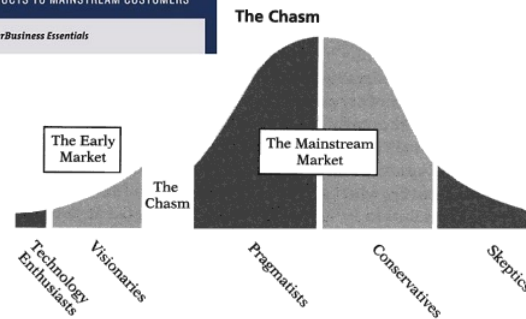 UCTS TO MAINSTREAM CUSTOMERS
rBusiness Essentials
The Chasm
The Early
Market
The Mainstream
Market
The
Chasm
Technology
Enthusiasts
Visionaries
Pragmatists
Conservatives
Skeptics